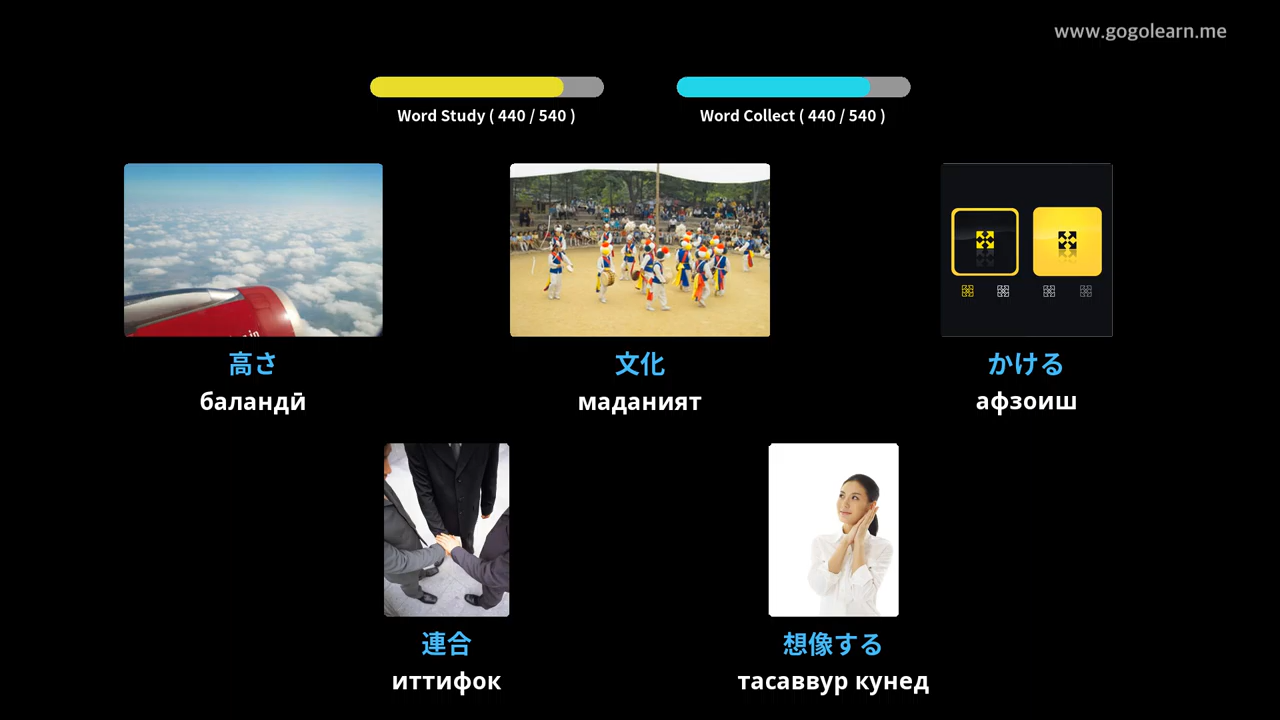 www.gogolearn.me
Word Study ( 440 / 540 )
Word Collect ( 440 / 540 )
高さ
баландӣ
文化
маданият
かける
афзоиш
連合
иттифок
想像する
тасаввур кунед